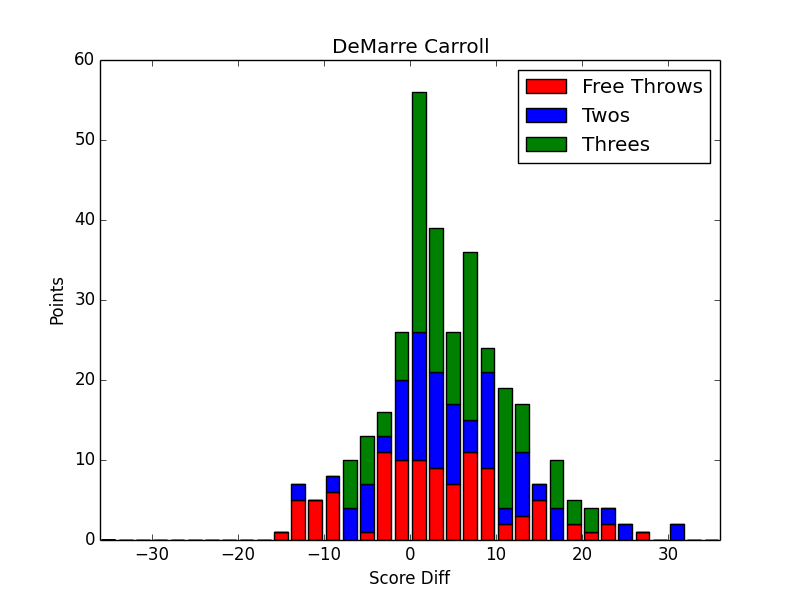 DeMarre Carroll
60
50
40
30
20
10
0
Points
Free Throws
Twos
Threes
−30 −20 −10 0 10 20 30
Score Diff